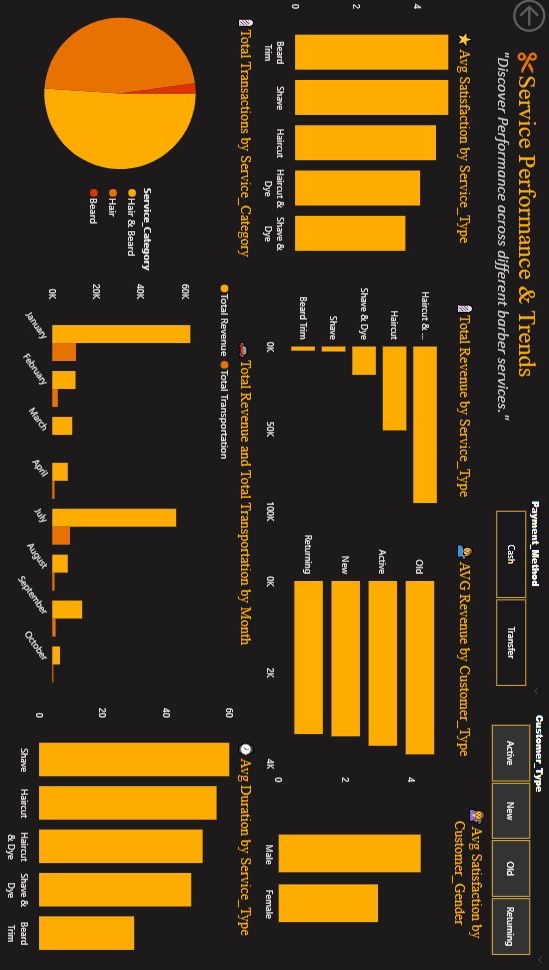 Service Performance & Trends
"Discover Performance across different barber services."
Payment_Method
Cash
Transfer
Customer_Type
Active
New
Old
Returning
Avg Satisfaction by Service_Type
4
2
0
Beard
Trim
Shave
Haircut
Haircut &
Dye
Shave &
Dye
Total Revenue by Service_Type
Haircut & ...
Haircut
Shave & Dye
Shave
Beard Trim
0K
50K
100K
AVG Revenue by Customer_Type
Old
Active
New
Returning
0K
2K
4K
Avg Satisfaction by
Customer_Gender
4
2
0
Male
Female
Total Transactions by Service_Category
Service_Category
Hair & Beard
Hair
Beard
Total Revenue and Total Transportation by Month
Total Revenue
Total Transportation
60K
40K
20K
0K
January
February
March
April
July
August
September
October
Avg Duration by Service_Type
60
40
20
0
Shave
Haircut
Haircut
& Dye
Shave &
Dye
Beard
Trim